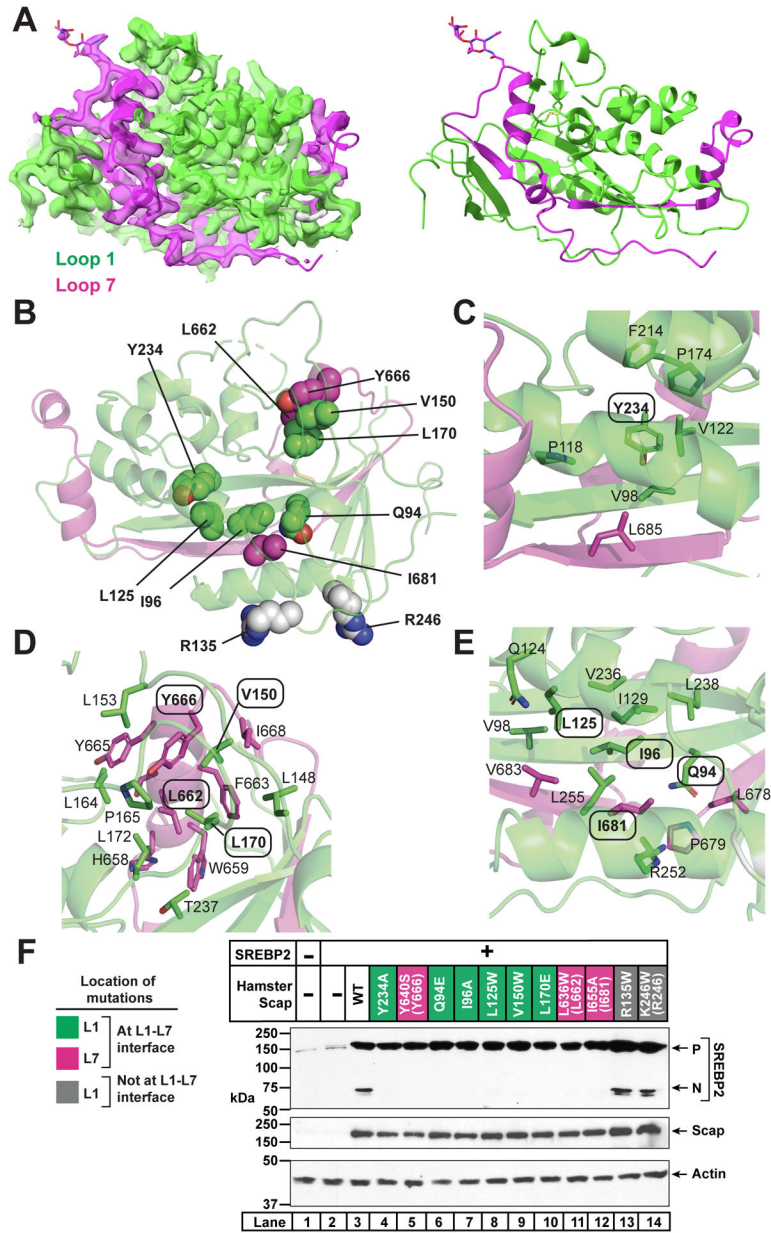 A
Loop 1
Loop 7
B
L662
Y234
Y666
V150
L170
Q94
L125
I96
I681
R135
R246
C
F214
P174
Y234
V122
P118
V98
L685
D
L153
Y666
V150
Y665
I668
L164
L662
F663
L148
P165
L172
L170
H658
W659
T237
E
Q124
V236
L238
I129
L125
V98
I96
Q94
V683
L255
L678
I681
P679
R252
F
SREBP2
–
+
Hamster
Scap
–
–
WT
Y234A
Y640S
(Y666)
Q94E
I96A
L125W
V150W
L170E
L636W
(L662)
I655A
(I681)
R135W
K246W
(R246)
Location of
mutations
L1
At L1-L7
interface
L7
L1
Not at L1-L7
interface
250
150
100
75
kDa
50
P
N
SREBP2
250
150
Scap
50
37
Actin
Lane
1
2
3
4
5
6
7
8
9
10
11
12
13
14